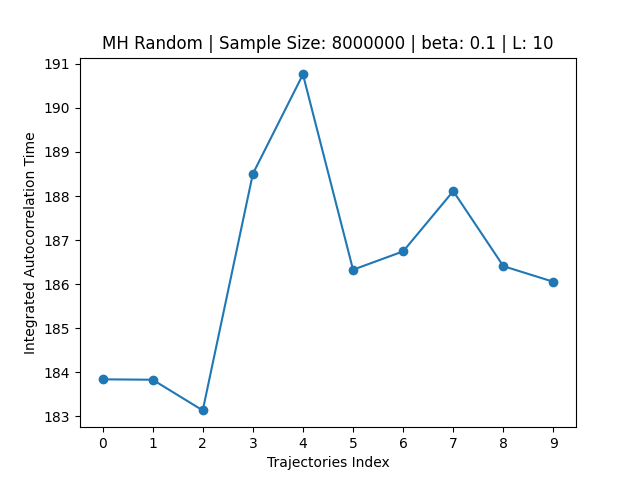 MH Random | Sample Size: 8000000 | beta: 0.1 | L: 10
191
190
189
188
187
186
185
184
183
Integrated Autocorrelation Time
0 1 2 3 4 5 6 7 8 9
Trajectories Index